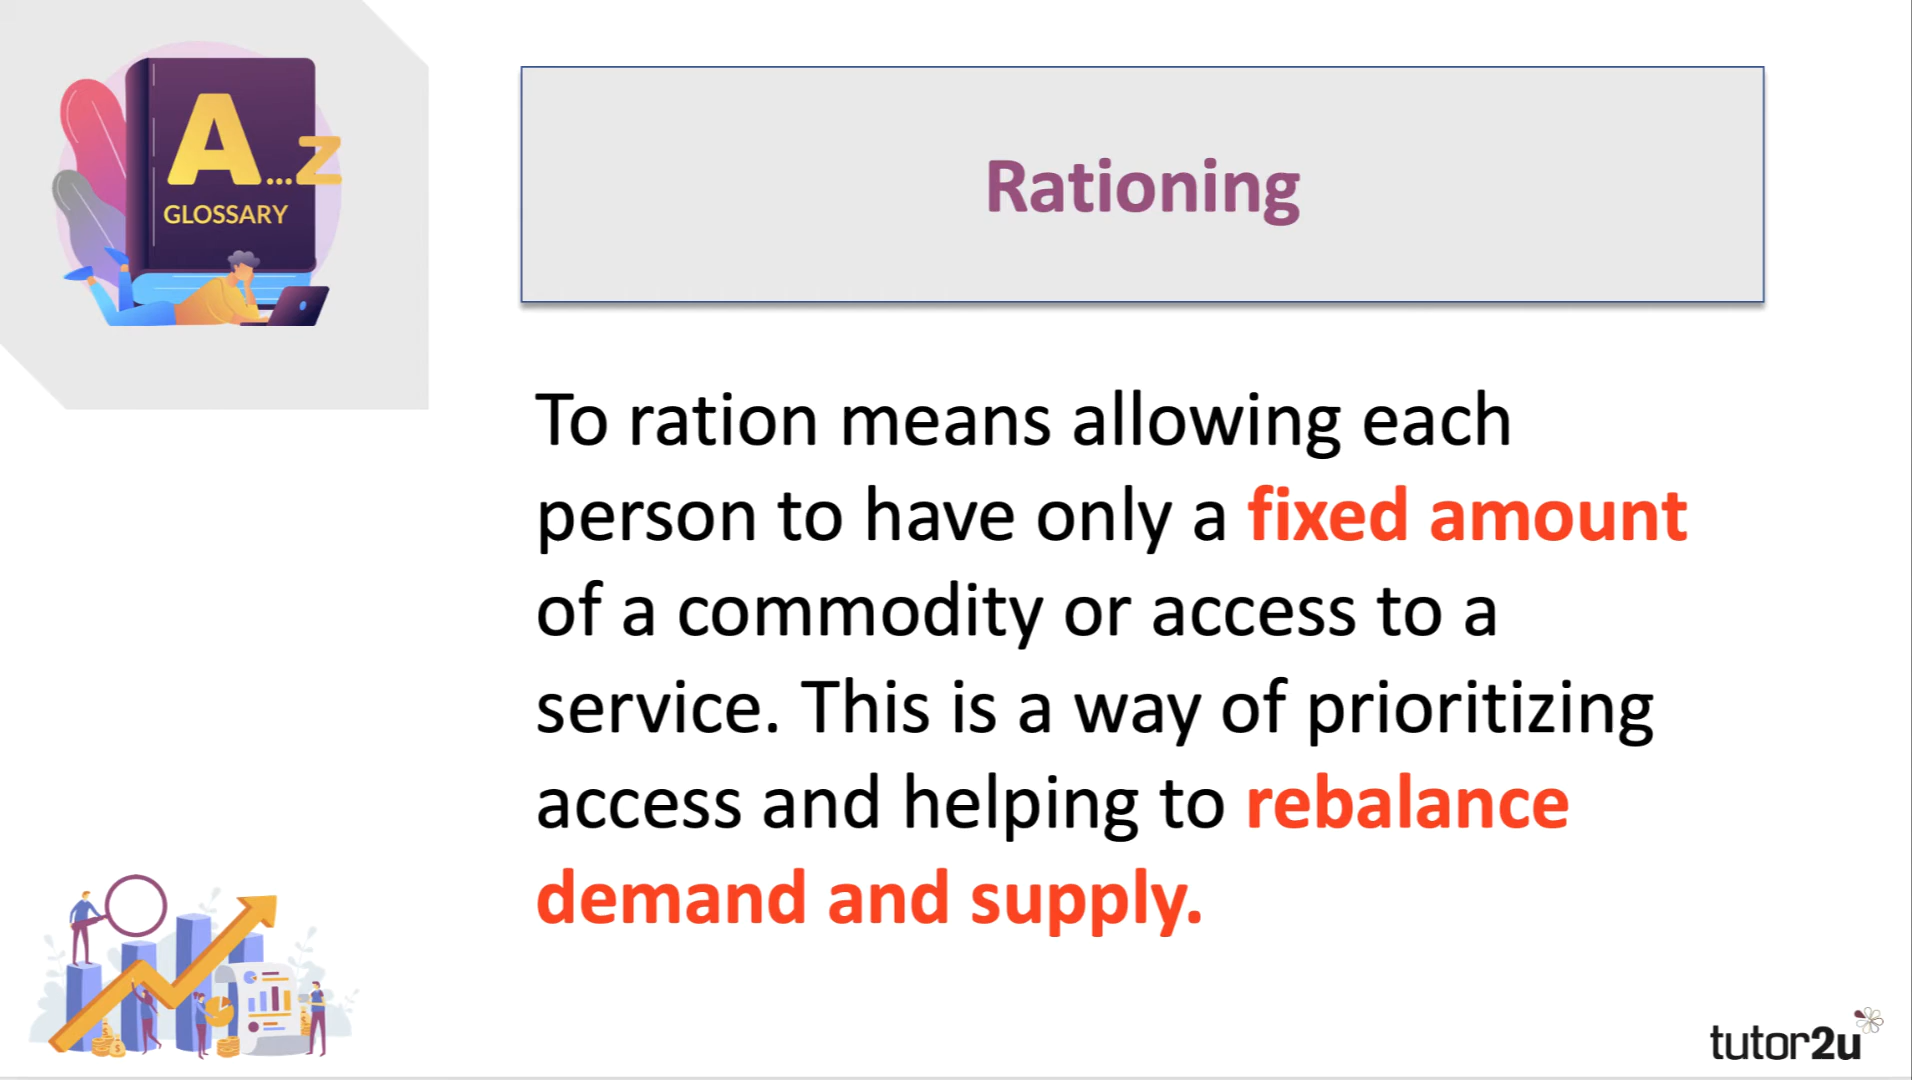 A...Z
GLOSSARY
Rationing
To ration means allowing each
person to have only a fixed amount
of a commodity or access to a
service. This is a way of prioritizing
access and helping to rebalance
demand and supply.
tutor2u